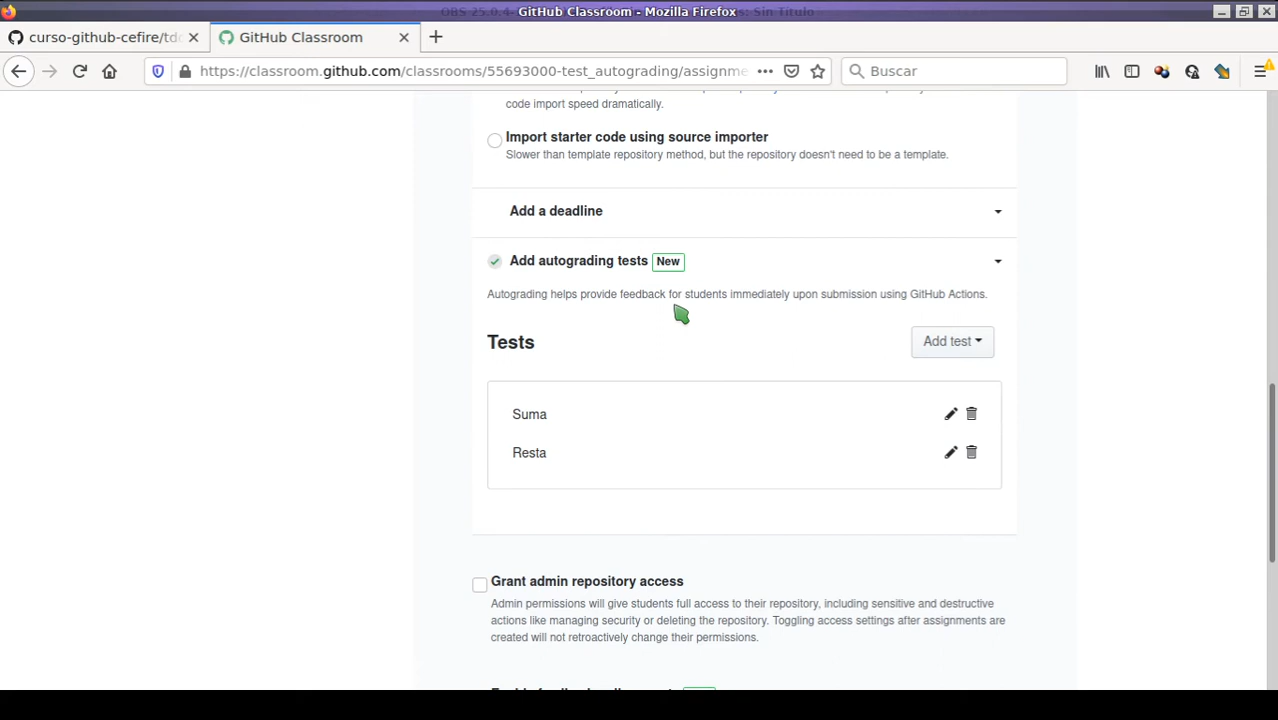 GitHub Classroom - Mozilla Firefox
curso-github-cefire/tdd
GitHub Classroom
https://classroom.github.com/classrooms/55693000-test_autograding/assignme
Buscar
code import speed dramatically.
Import starter code using source importer
Slower than template repository method, but the repository doesn't need to be a template.
Add a deadline
Add autograding tests New
Autograding helps provide feedback for students immediately upon submission using GitHub Actions.
Tests
Add test
Suma
Resta
Grant admin repository access
Admin permissions will give students full access to their repository, including sensitive and destructive
actions like managing security or deleting the repository. Toggling access settings after assignments are
created will not retroactively change their permissions.